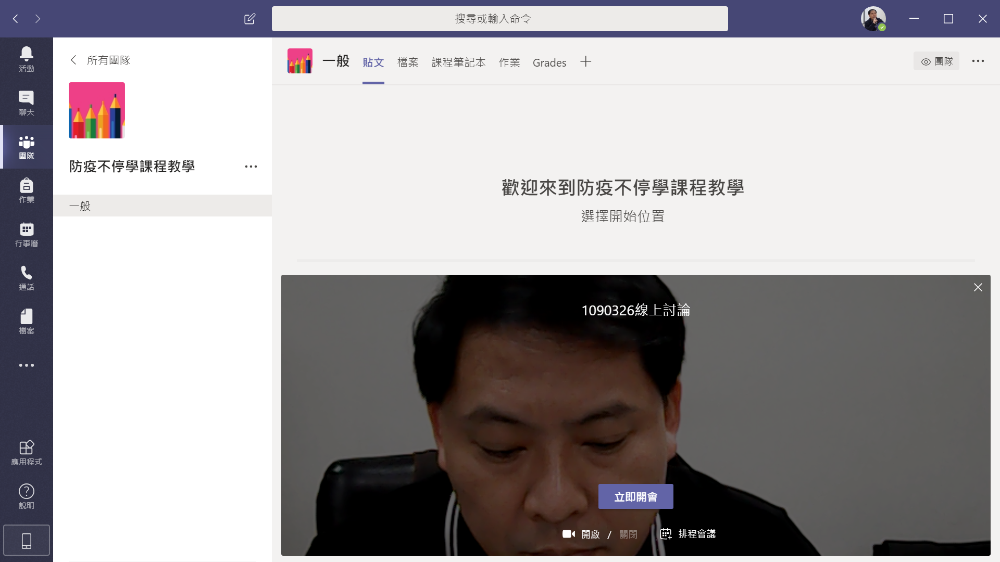 搜尋或輸入命令
活動
聊天
團隊
作業
行事曆
通話
檔案
應用程式
說明
所有團隊
防疫不停學課程教學
一般
一般 貼文 檔案 課程筆記本 作業 Grades
團隊
歡迎來到防疫不停學課程教學
選擇開始位置
1090326線上討論
立即開會
開啟 / 關閉 排程會議